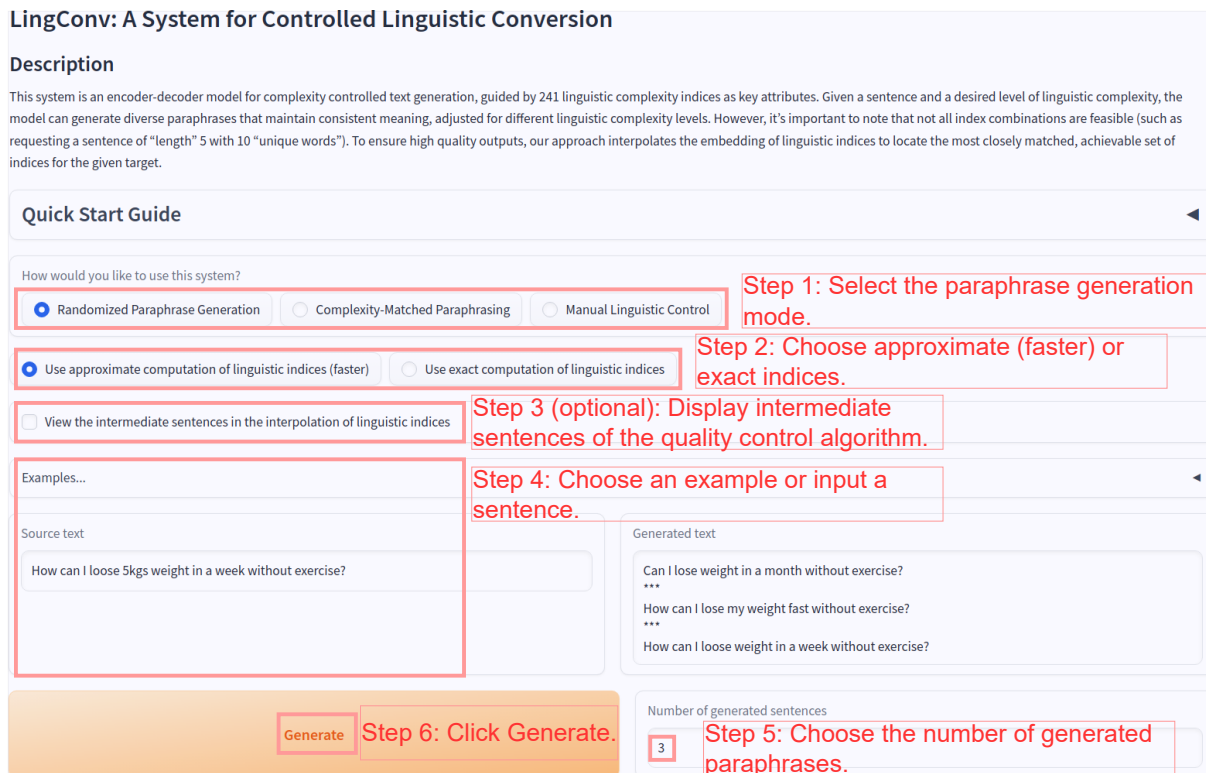 LingConv: A System for Controlled Linguistic Conversion
Description
This system is an encoder-decoder model for complexity controlled text generation, guided by 241 linguistic complexity indices as key attributes. Given a sentence and a desired level of linguistic complexity, the
model can generate diverse paraphrases that maintain consistent meaning, adjusted for different linguistic complexity levels. However, it's important to note that not all index combinations are feasible (such as
requesting a sentence of “length” 5 with 10 “unique words”). To ensure high quality outputs, our approach interpolates the embedding of linguistic indices to locate the most closely matched, achievable set of
indices for the given target.
Quick Start Guide
How would you like to use this system?
Randomized Paraphrase Generation
Complexity-Matched Paraphrasing
Manual Linguistic Control
Step 1: Select the paraphrase generation
mode.
Use approximate computation of linguistic indices (faster)
Use exact computation of linguistic indices
Step 2: Choose approximate (faster) or
exact indices.
View the intermediate sentences in the interpolation of linguistic indices
Step 3 (optional): Display intermediate
sentences of the quality control algorithm.
Examples...
Step 4: Choose an example or input a
sentence.
Source text
How can I loose 5kgs weight in a week without exercise?
Generated text
Can I lose weight in a month without exercise?
***
How can I lose my weight fast without exercise?
***
How can I loose weight in a week without exercise?
Generate
Step 6: Click Generate.
Number of generated sentences
3
Step 5: Choose the number of generated
paraphrases.